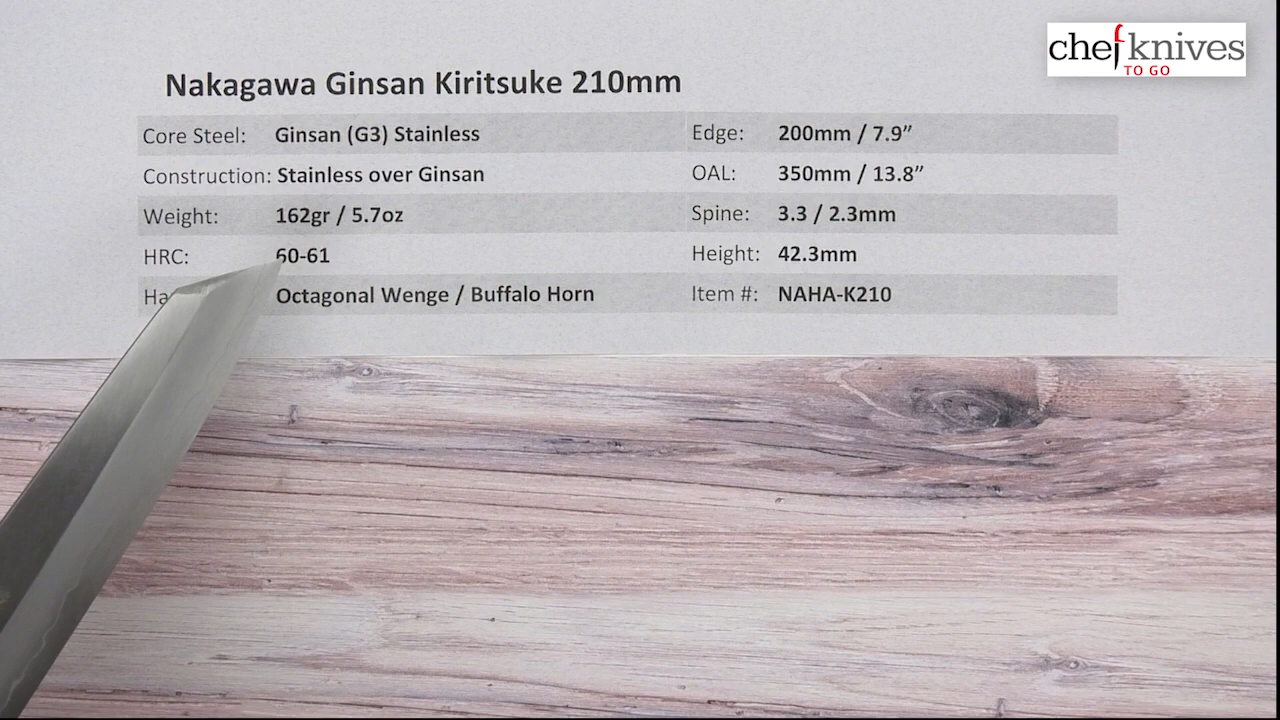 chef knives
TO GO
Nakagawa Ginsan Kiritsuke 210mm
Core Steel: Ginsan (G3) Stainless Edge: 200mm / 7.9”
Construction: Stainless over Ginsan OAL: 350mm / 13.8”
Weight: 162gr / 5.7oz Spine: 3.3 / 2.3mm
HRC: 60-61 Height: 42.3mm
Octagonal Wenge / Buffalo Horn Item #: NAHA-K210